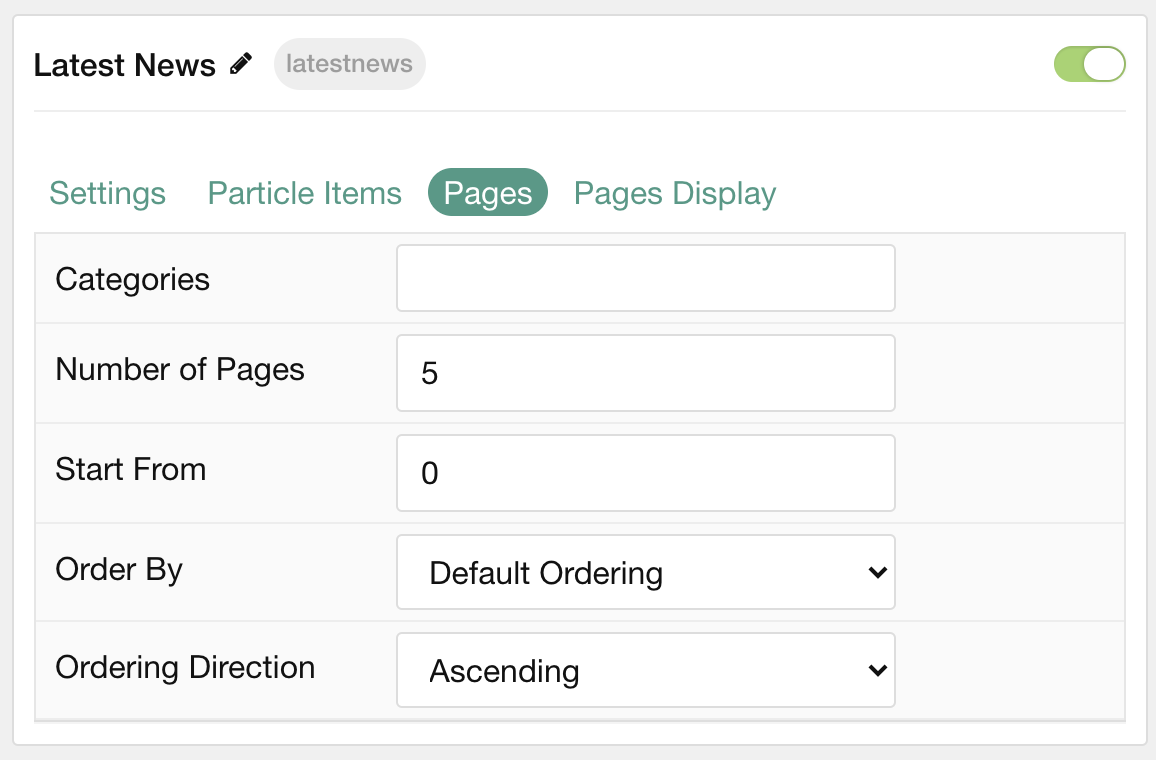 Latest News latestnews
Settings Particle Items Pages Pages Display
Categories
Number of Pages 5
Start From 0
Order By Default Ordering
Ordering Direction Ascending